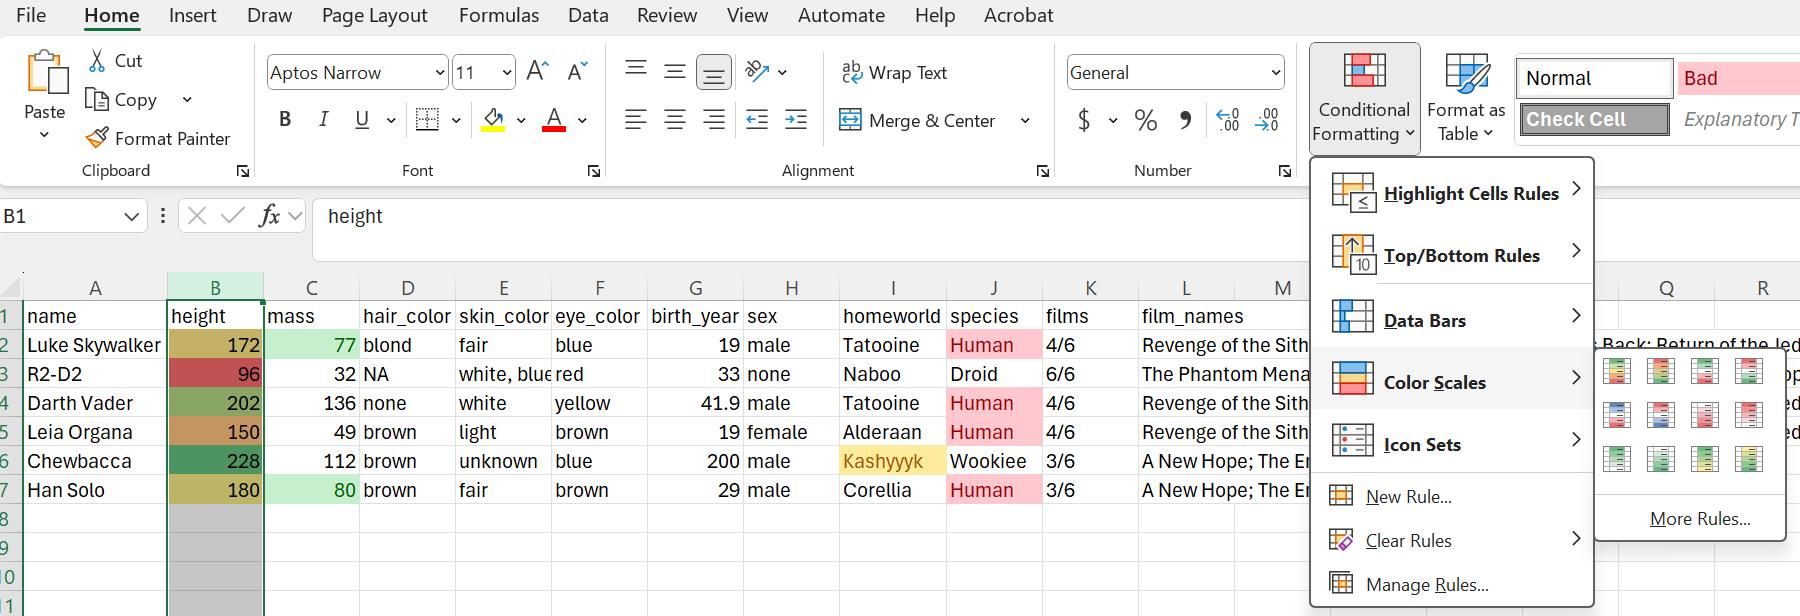 File Home Insert Draw Page Layout Formulas Data Review View Automate Help Acrobat
Paste
Cut
Copy
Format Painter
Clipboard
Aptos Narrow 11 A A
B I U A
Font
ab Wrap Text
Merge & Center
Alignment
General
$ % 9 .00 .00
Number
Conditional Formatting
Format as Table
Normal Bad
Check Cell Explanatory T
B1 fx height
A B C D E F G H I J K L M Q R
1 name height mass hair_color skin_color eye_color birth_year sex homeworld species films film_names
2 Luke Skywalker 172 77 blond fair blue 19 male Tatooine Human 4/6 Revenge of the Sith Back; Return of the Jed
3 R2-D2 96 32 NA white, blue red 33 none Naboo Droid 6/6 The Phantom Mena
4 Darth Vader 202 136 none white yellow 41.9 male Tatooine Human 4/6 Revenge of the Sith
5 Leia Organa 150 49 brown light brown 19 female Alderaan Human 4/6 Revenge of the Sith
6 Chewbacca 228 112 brown unknown blue 200 male Kashyyyk Wookiee 3/6 A New Hope; The Em
7 Han Solo 180 80 brown fair brown 29 male Corellia Human 3/6 A New Hope; The Em
8
9
10
11
Highlight Cells Rules
10 Top/Bottom Rules
Data Bars
Color Scales
Icon Sets
New Rule...
Clear Rules
Manage Rules...
More Rules...